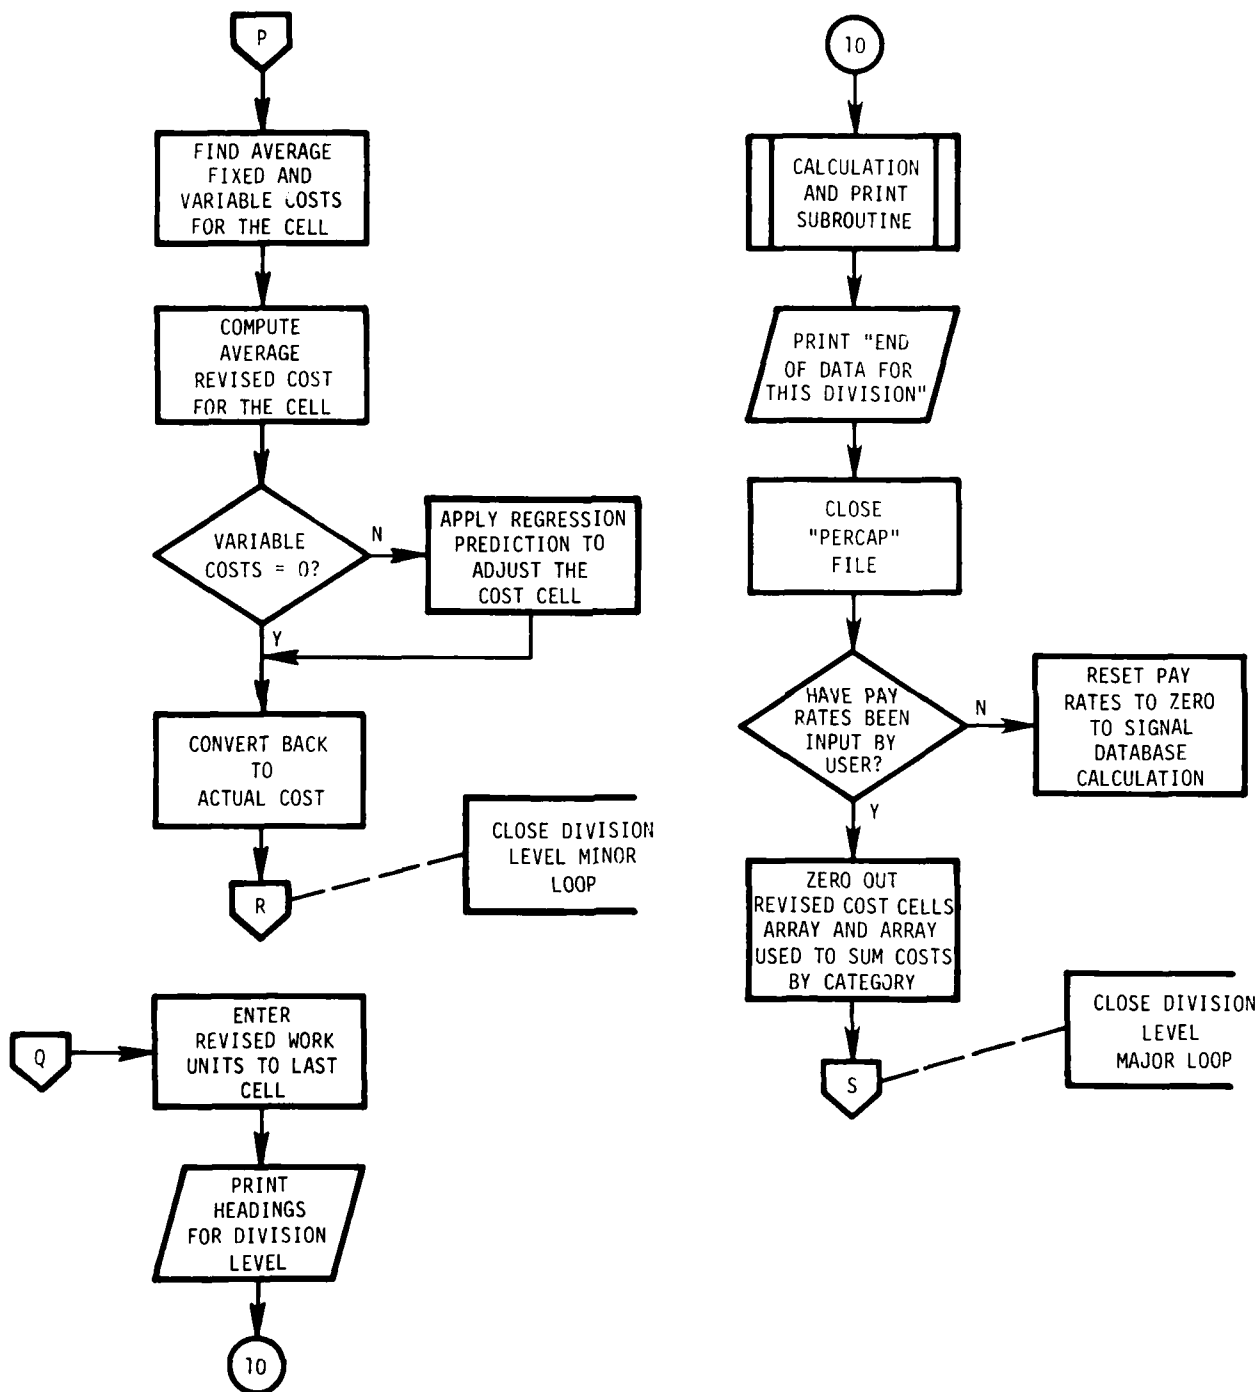 P
FIND AVERAGE
FIXED AND
VARIABLE COSTS
FOR THE CELL
COMPUTE
AVERAGE
REVISED COST
FOR THE CELL
VARIABLE
COSTS = 0?
N
Y
APPLY REGRESSION
PREDICTION TO
ADJUST THE
COST CELL
CONVERT BACK
TO
ACTUAL COST
R
CLOSE DIVISION
LEVEL MINOR
LOOP
Q
ENTER
REVISED WORK
UNITS TO LAST
CELL
PRINT
HEADINGS
FOR DIVISION
LEVEL
10
10
CALCULATION
AND PRINT
SUBROUTINE
PRINT "END
OF DATA FOR
THIS DIVISION"
CLOSE
"PERCAP"
FILE
HAVE PAY
RATES BEEN
INPUT BY
USER?
N
Y
RESET PAY
RATES TO ZERO
TO SIGNAL
DATABASE
CALCULATION
ZERO OUT
REVISED COST CELLS
ARRAY AND ARRAY
USED TO SUM COSTS
BY CATEGORY
S
CLOSE DIVISION
LEVEL
MAJOR LOOP